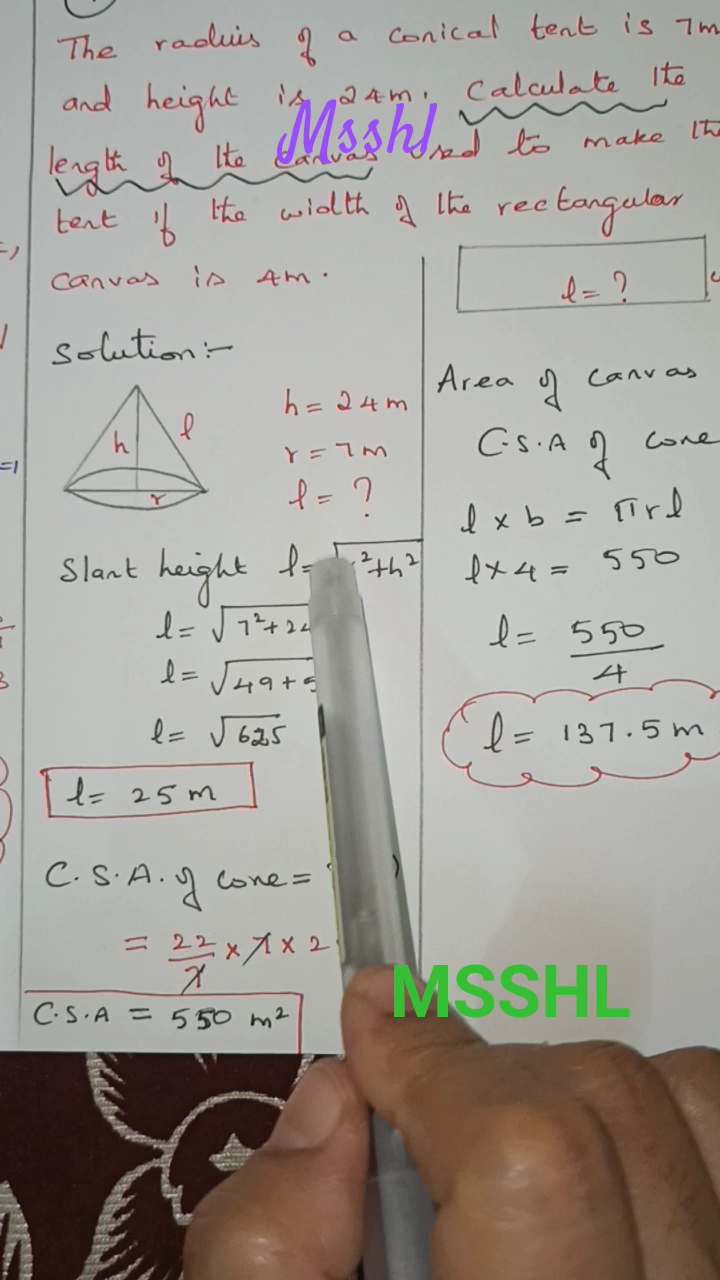 The radius of a conical tent is 7m
and height is 24m. Calculate the
Msshl
length of the canvas used to make the
tent if the width of the rectangular
canvas is 4m.
Solution:-
h
l
r
h = 24m
r = 7m
l = ?
Slant height l = √r²+h²
l = √7²+24
l = √49+5
l = √625
l = 25 m
C.S.A. of cone =
= 22/7 × 7 × 2
C.S.A = 550 m²
l = ?
Area of canvas
C.S.A of cone
l × b = πrl
l × 4 = 550
l = 550/4
l = 137.5 m
MSSHL